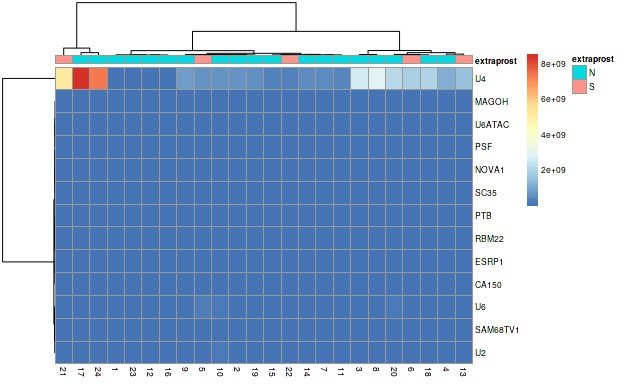 extraprost
U4
MAGOH
U6ATAC
PSF
NOVA1
SC35
PTB
RBM22
ESRP1
CA150
U6
SAM68TV1
U2
21 17 24 1 23 12 16 9 5 10 2 19 15 22 14 7 11 3 8 20 6 18 4 13
8e+09
6e+09
4e+09
2e+09
extraprost
N
S